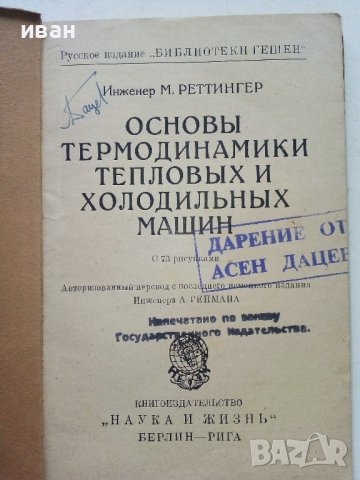 иван
Русское издание „БИБЛИОТЕКИ ГЕШЕН"
Инженер М. РЕТТИНГЕР
ОСНОВЫ
ТЕРМОДИНАМИКИ
ТЕПЛОВЫХ И
ХОЛОДИЛЬНЫХ
МАШИН
С 73 рисунками
ДАРЕНИЕ ОТ
АСЕН ДАЦЕВ
Авторизованный перевод с последнего немецкого издания
Инженера А.
Напечатано по заказу
Государственного Издательства.
КНИГОИЗДАТЕЛЬСТВО
„НАУКА И ЖИЗНЬ"
БЕРЛИН—РИГА
BAZAR